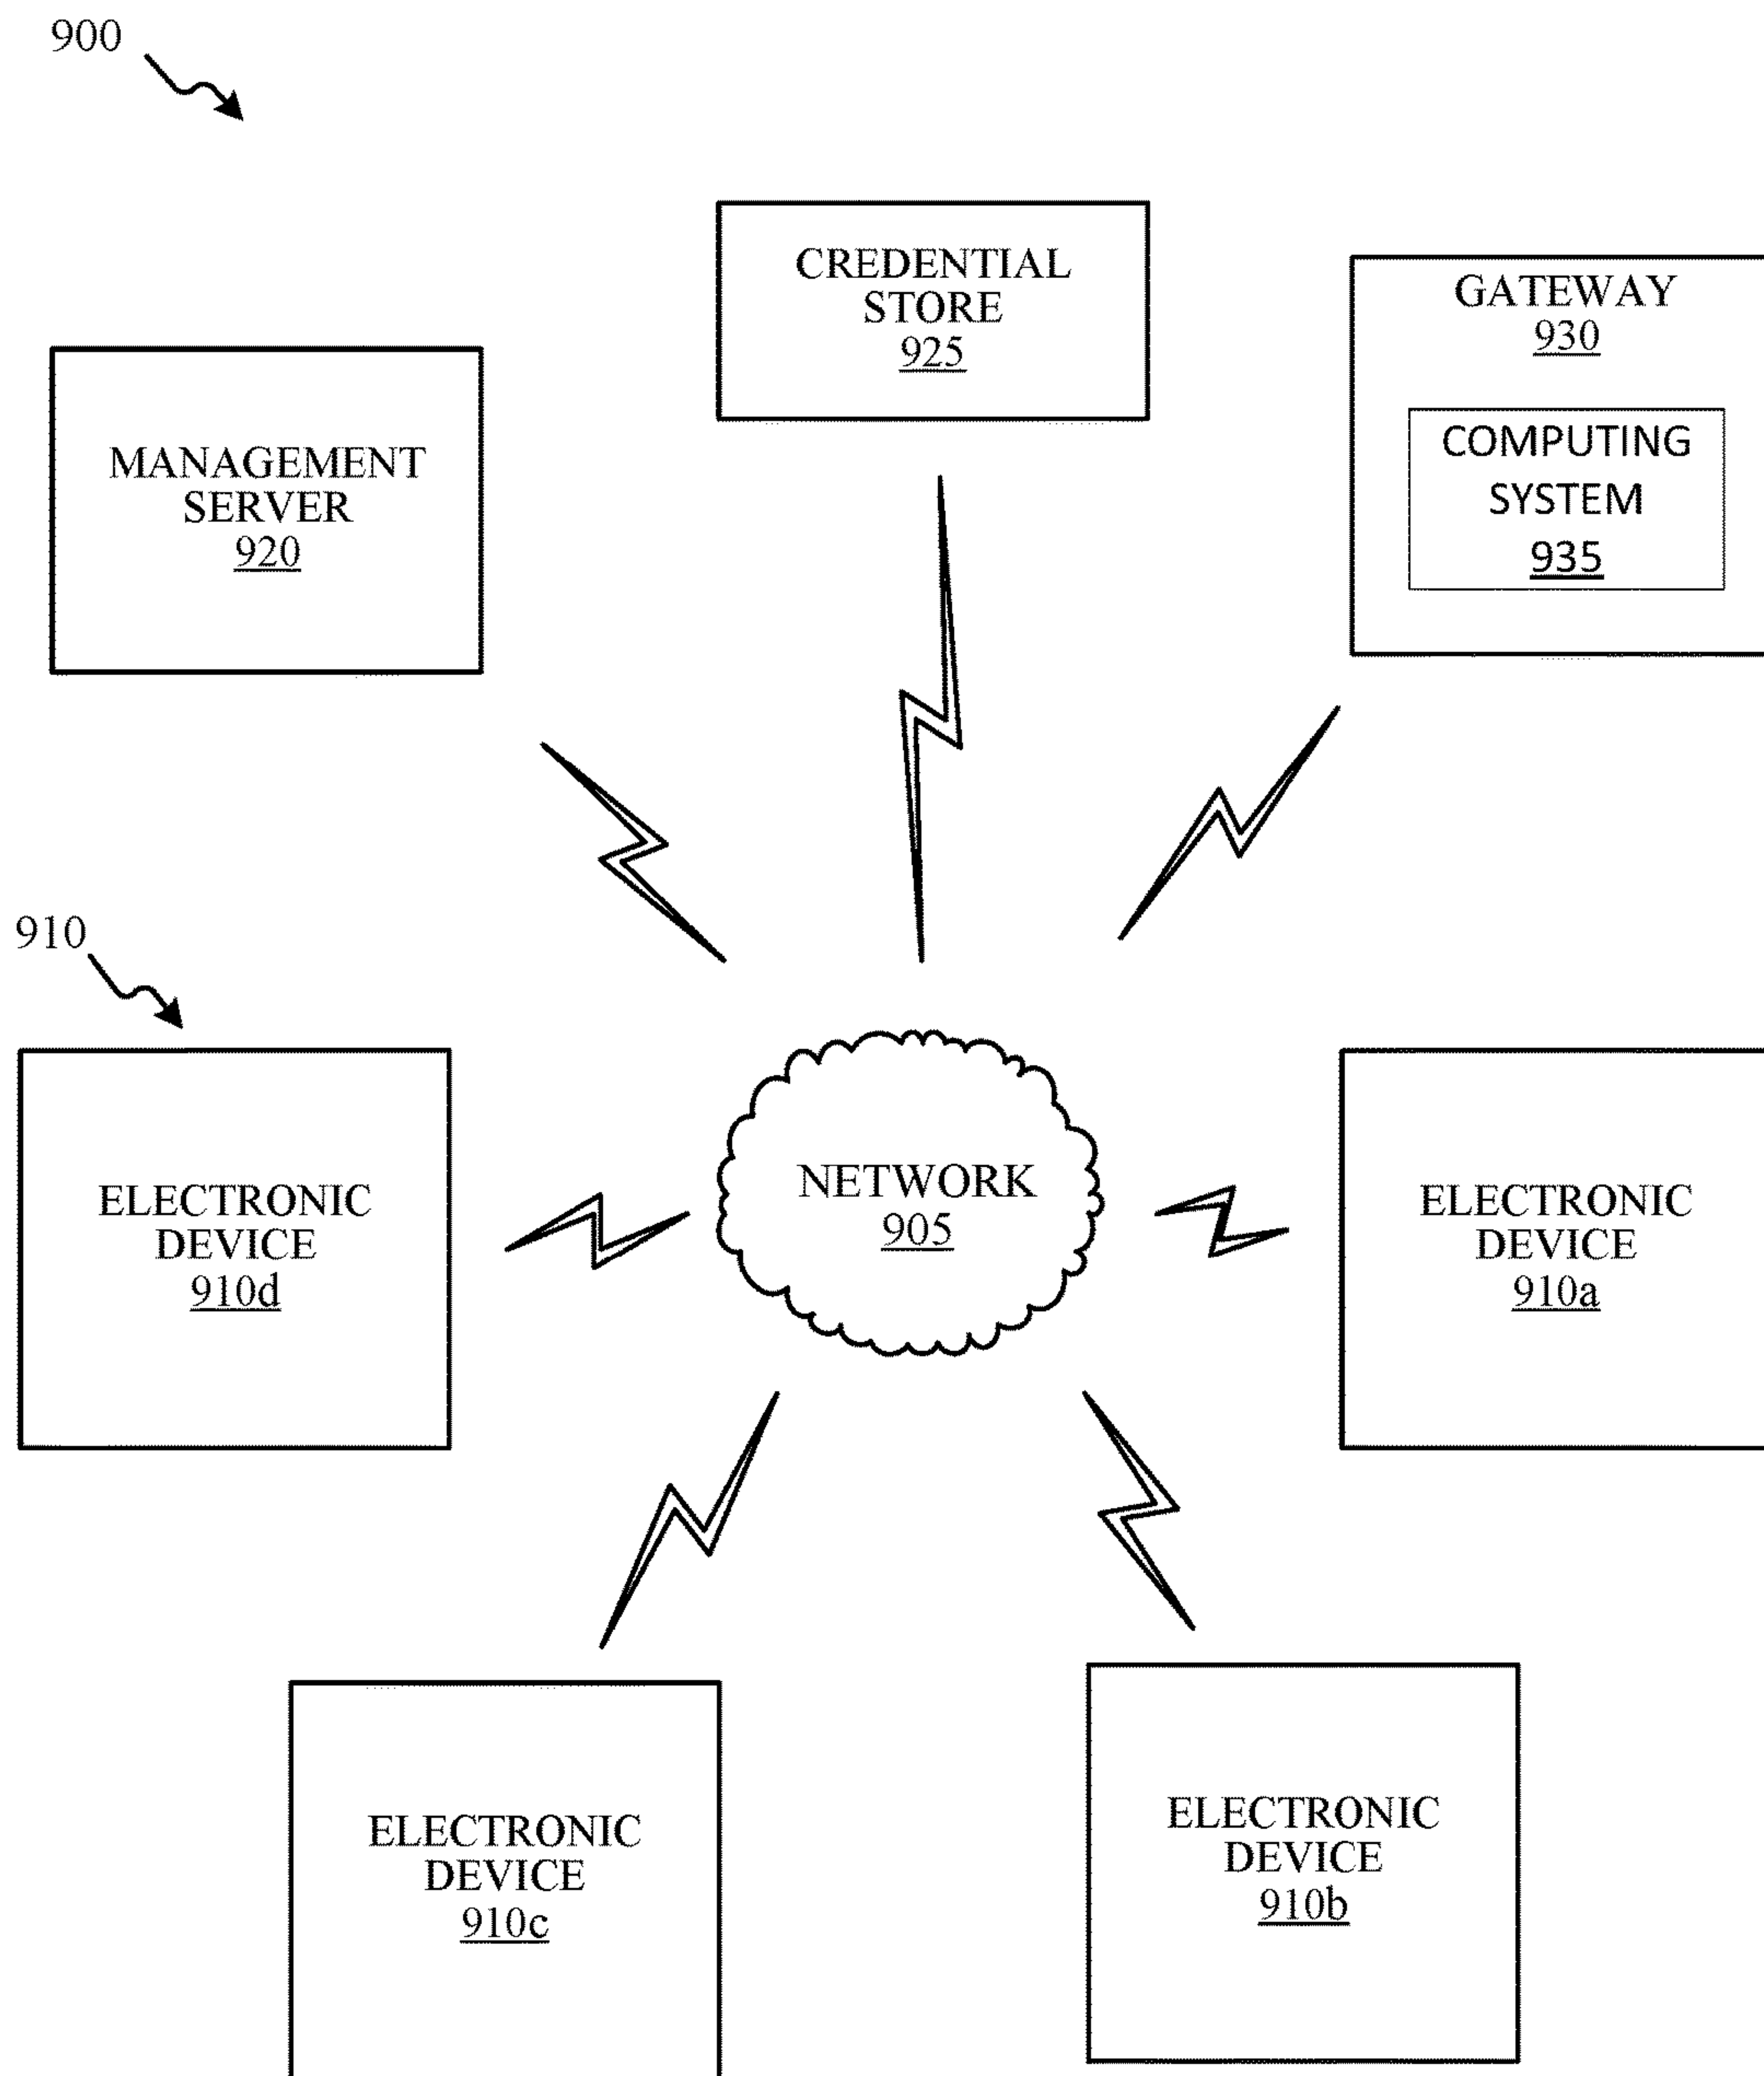 900
CREDENTIAL
STORE
925
GATEWAY
930
COMPUTING
SYSTEM
935
MANAGEMENT
SERVER
920
910
ELECTRONIC
DEVICE
910d
NETWORK
905
ELECTRONIC
DEVICE
910a
ELECTRONIC
DEVICE
910c
ELECTRONIC
DEVICE
910b